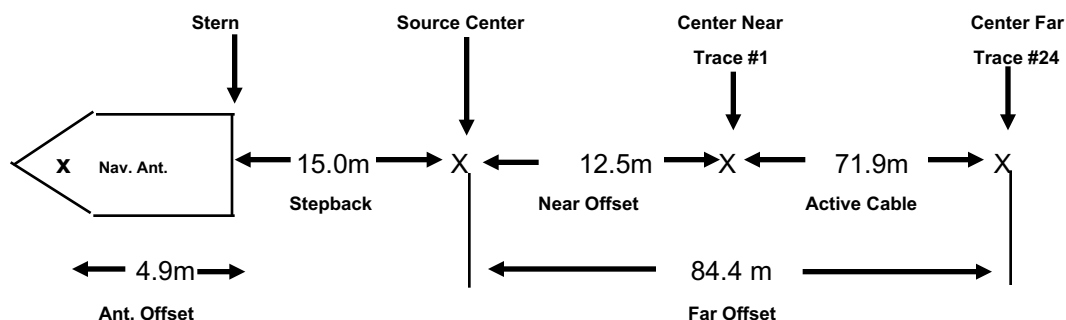 Stern
Source Center
Center Near
Trace #1
Center Far
Trace #24
x
Nav. Ant.
15.0m
X
12.5m
X
71.9m
X
Stepback
Near Offset
Active Cable
4.9m
84.4 m
Ant. Offset
Far Offset